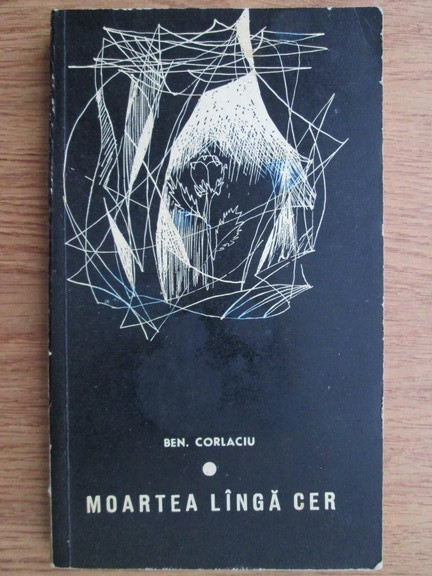 BEN. CORLACIU
MOARTEA LÎNGĂ CER